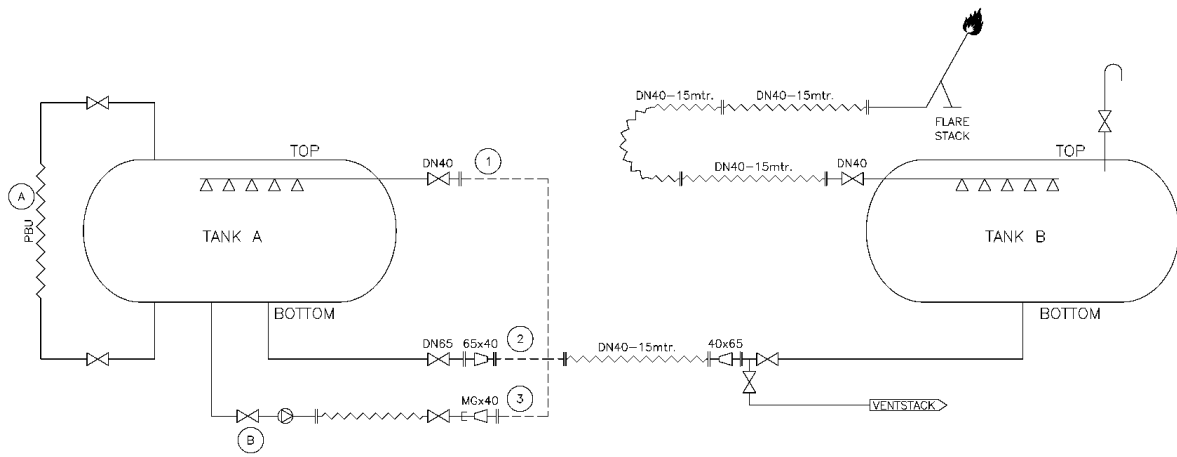 DN40-15mtr.
DN40-15mtr.
FLARE
STACK
TOP
DN40
1
DN40-15mtr.
DN40
TOP
A
PBU
TANK A
TANK B
BOTTOM
BOTTOM
DN65
65x40
2
DN40-15mtr.
40x65
MGx40
3
VENTSTACK
B